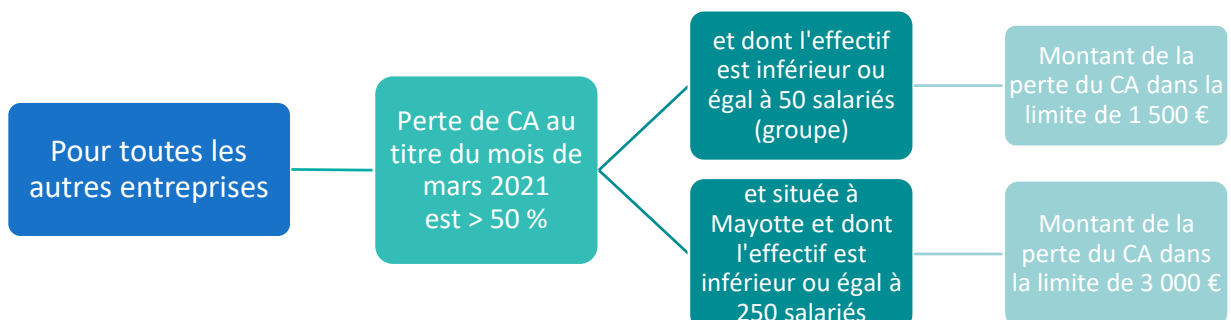 Pour toutes les
autres entreprises
Perte de CA au
titre du mois de
mars 2021
est > 50 %
et dont l'effectif
est inférieur ou
égal à 50 salariés
(groupe)
Montant de la
perte du CA dans la
limite de 1 500 €
et située à
Mayotte et dont
l'effectif est
inférieur ou égal à
250 salariés
Montant de la
perte du CA dans
la limite de 3 000 €